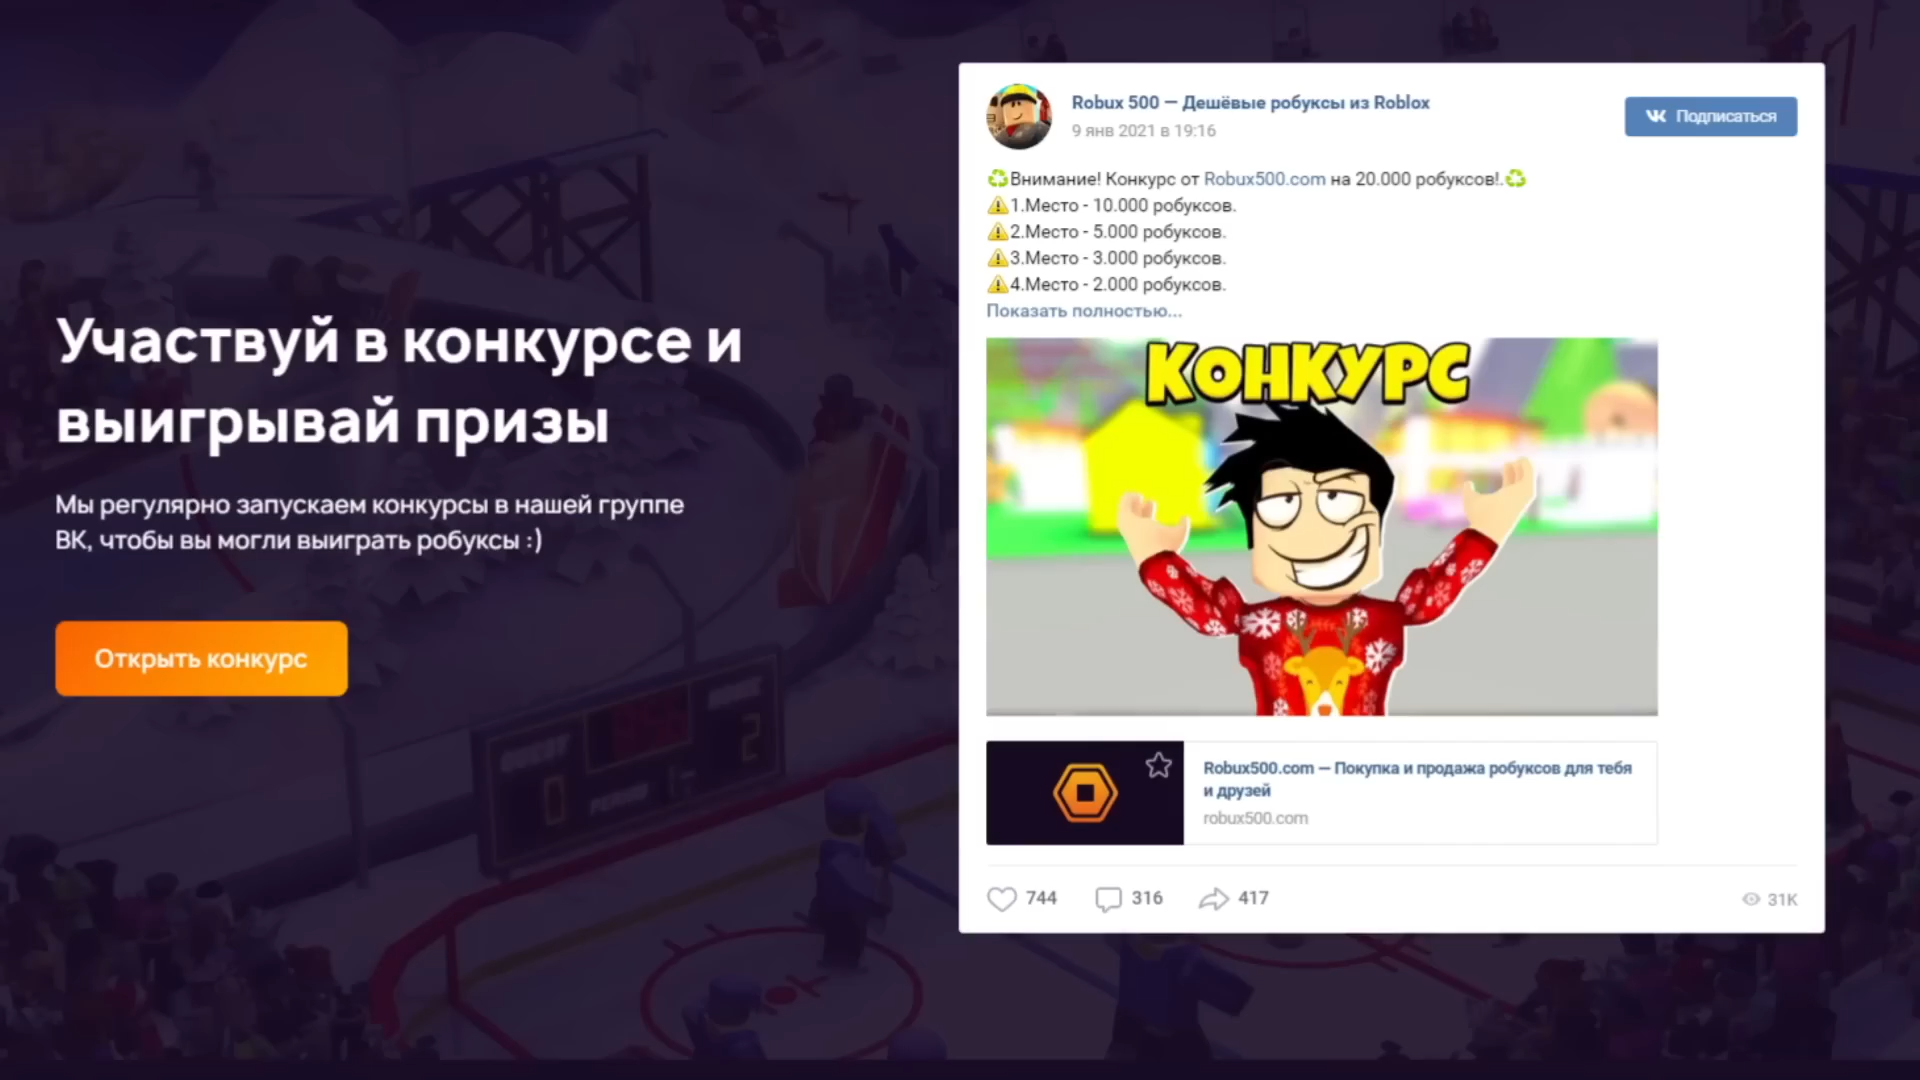 Участвуй в конкурсе и
выигрывай призы
Мы регулярно запускаем конкурсы в нашей группе
ВК, чтобы вы могли выиграть робуксы :)
Открыть конкурс
Robux 500 — Дешёвые робуксы из Roblox
9 янв 2021 в 19:16
Подписаться
♻Внимание! Конкурс от Robux500.com на 20.000 робуксов!.♻
⚠1.Место - 10.000 робуксов.
⚠2.Место - 5.000 робуксов.
⚠3.Место - 3.000 робуксов.
⚠4.Место - 2.000 робуксов.
Показать полностью...
КОНКУРС
Robux500.com — Покупка и продажа робуксов для тебя
и друзей
robux500.com
744 316 417 31K